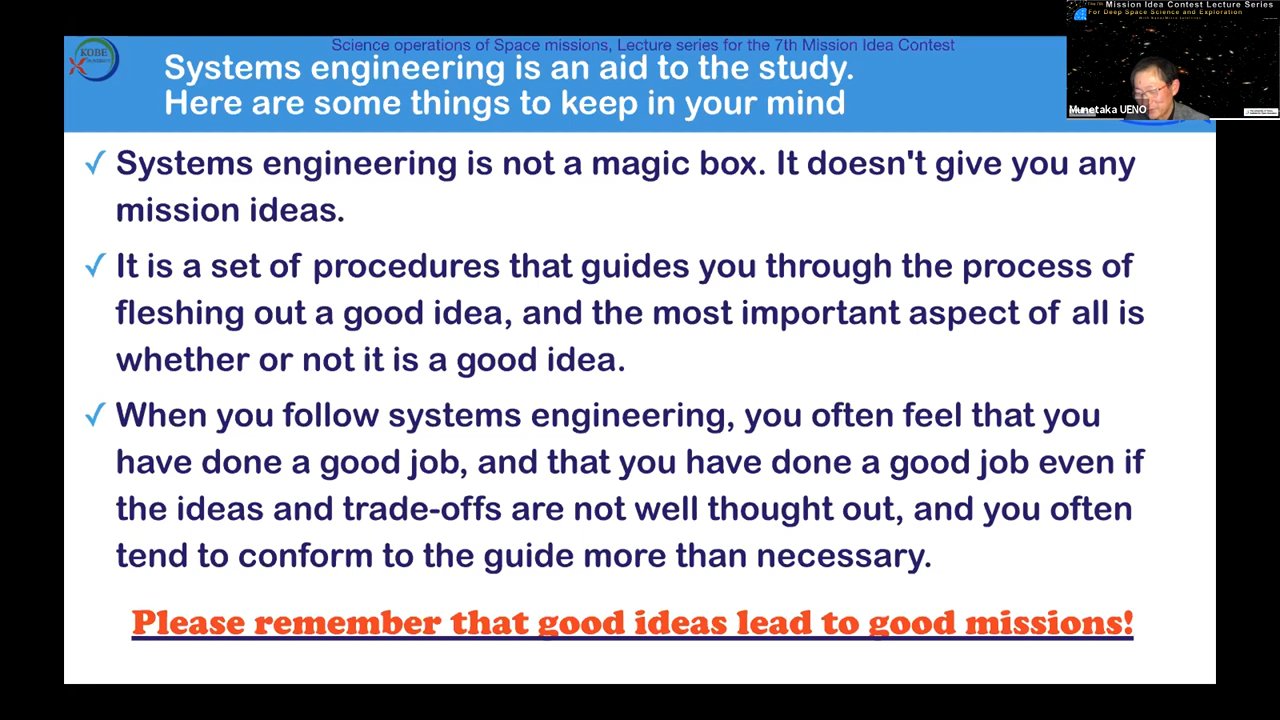 The 7th Mission Idea Contest Lecture Series
For Deep Space Science and Exploration
With Nano/Micro Satellites
KOBE
Science operations of Space missions, Lecture series for the 7th Mission Idea Contest
Systems engineering is an aid to the study.
Here are some things to keep in your mind
Munetaka UENO
✓ Systems engineering is not a magic box. It doesn't give you any
mission ideas.
✓ It is a set of procedures that guides you through the process of
fleshing out a good idea, and the most important aspect of all is
whether or not it is a good idea.
✓ When you follow systems engineering, you often feel that you
have done a good job, and that you have done a good job even if
the ideas and trade-offs are not well thought out, and you often
tend to conform to the guide more than necessary.
Please remember that good ideas lead to good missions!